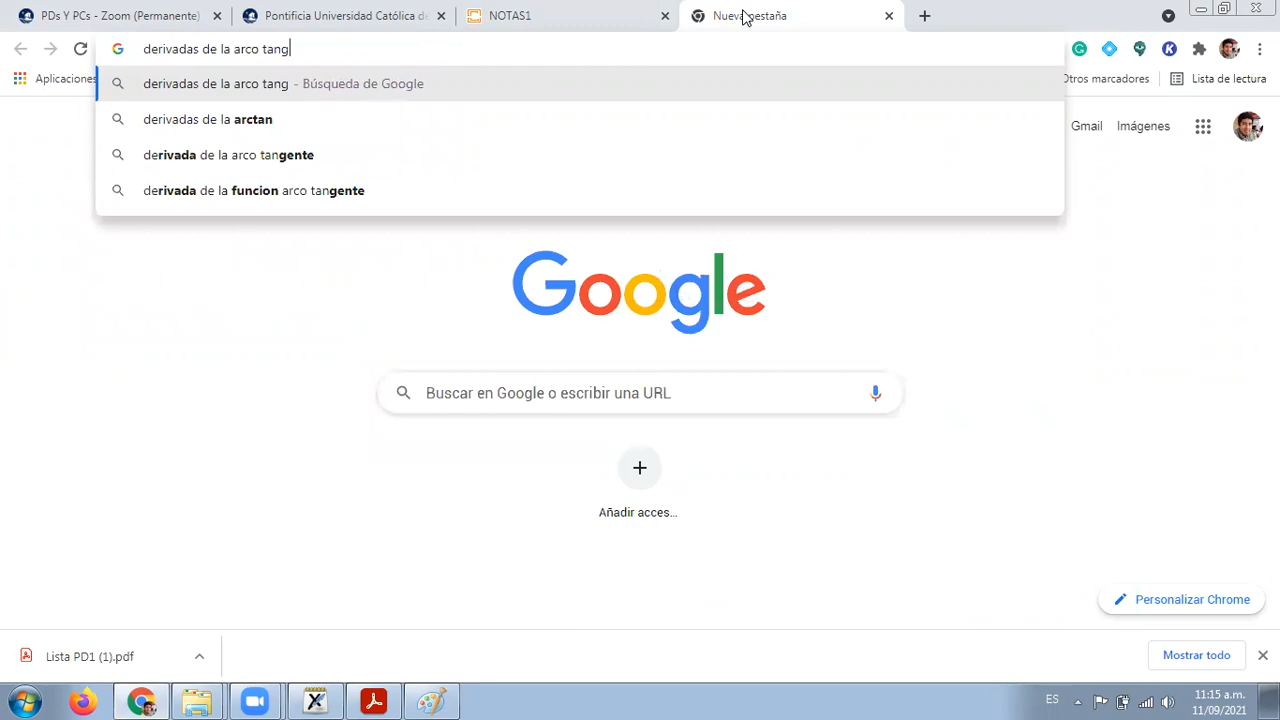 PDs Y PCs - Zoom (Permanente)
Pontificia Universidad Católica de
NOTAS1
Nueva pestaña
derivadas de la arco tang
Aplicaciones
Otros marcadores
Lista de lectura
derivadas de la arco tang - Búsqueda de Google
derivadas de la arctan
derivada de la arco tangente
derivada de la funcion arco tangente
Gmail
Imágenes
Google
Buscar en Google o escribir una URL
Añadir acces...
Personalizar Chrome
Lista PD1 (1).pdf
Mostrar todo
ES
11:15 a.m.
11/09/2021